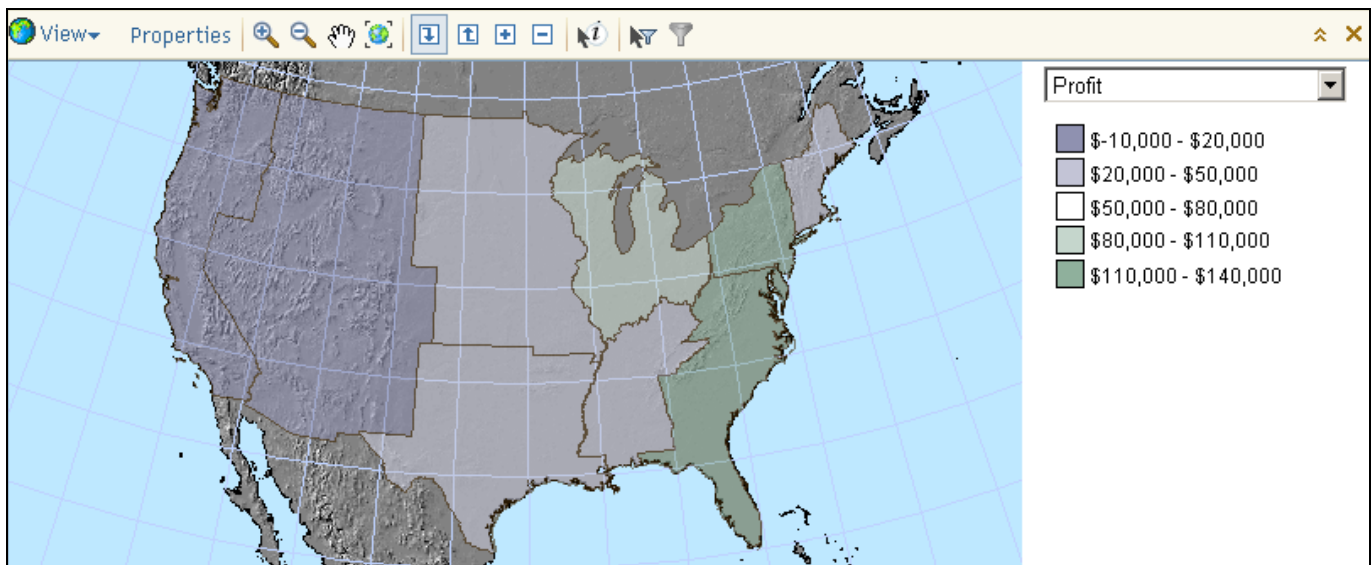 View Properties
Profit
$-10,000 - $20,000
$20,000 - $50,000
$50,000 - $80,000
$80,000 - $110,000
$110,000 - $140,000